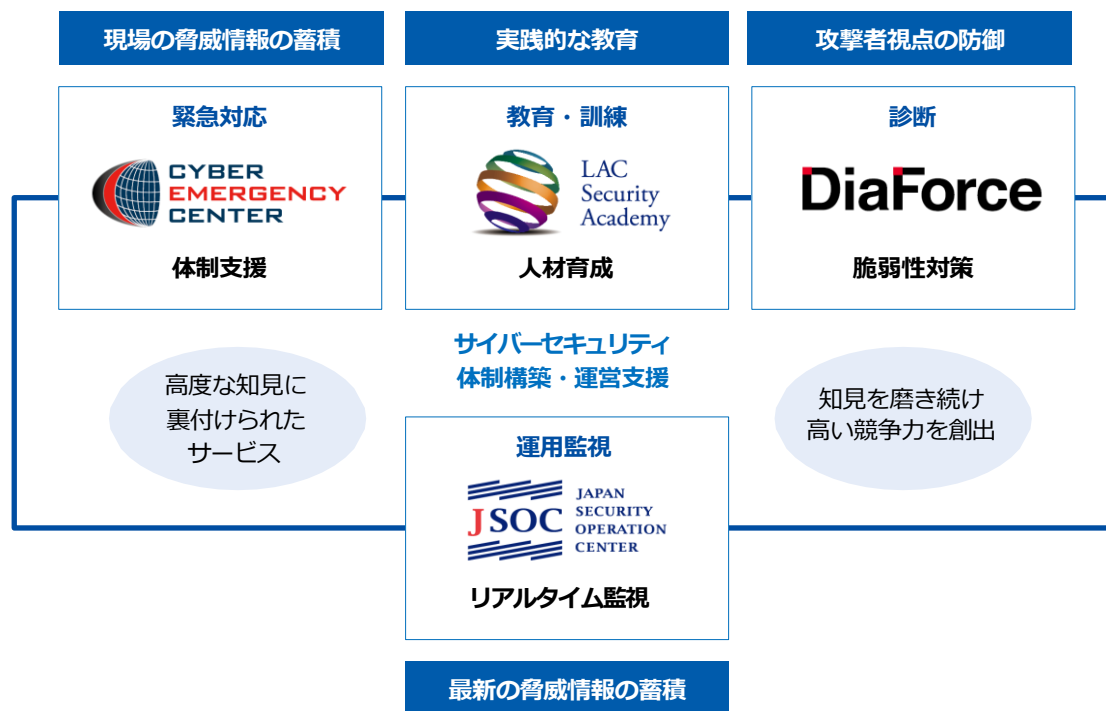 現場の脅威情報の蓄積
実践的な教育
攻撃者視点の防御
緊急対応
CYBER
EMERGENCY
CENTER
体制支援
教育・訓練
LAC
Security
Academy
人材育成
診断
DiaForce
脆弱性対策
高度な知見に
裏付けられた
サービス
サイバーセキュリティ
体制構築・運営支援
知見を磨き続け
高い競争力を創出
運用監視
JSOC
JAPAN
SECURITY
OPERATION
CENTER
リアルタイム監視
最新の脅威情報の蓄積